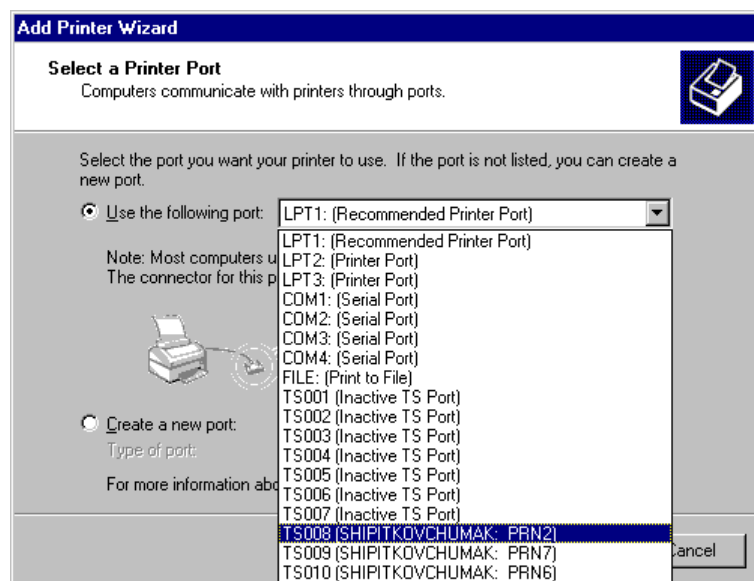 Add Printer Wizard
Select a Printer Port
Computers communicate with printers through ports.
Select the port you want your printer to use. If the port is not listed, you can create a
new port.
Use the following port:
LPT1: (Recommended Printer Port)
LPT1: (Recommended Printer Port)
Note: Most computers u
LPT2: (Printer Port)
The connector for this p
LPT3: (Printer Port)
COM1: (Serial Port)
COM2: (Serial Port)
COM3: (Serial Port)
COM4: (Serial Port)
FILE: (Print to File)
TS001 (Inactive TS Port)
TS002 (Inactive TS Port)
Create a new port:
TS003 (Inactive TS Port)
Type of port:
TS004 (Inactive TS Port)
TS005 (Inactive TS Port)
For more information abo
TS006 (Inactive TS Port)
TS007 (Inactive TS Port)
TS008 (SHIPITKOVCHUMAK: PRN2)
TS009 (SHIPITKOVCHUMAK: PRN7)
Cancel
TS010 (SHIPITKOVCHUMAK: PRN6)